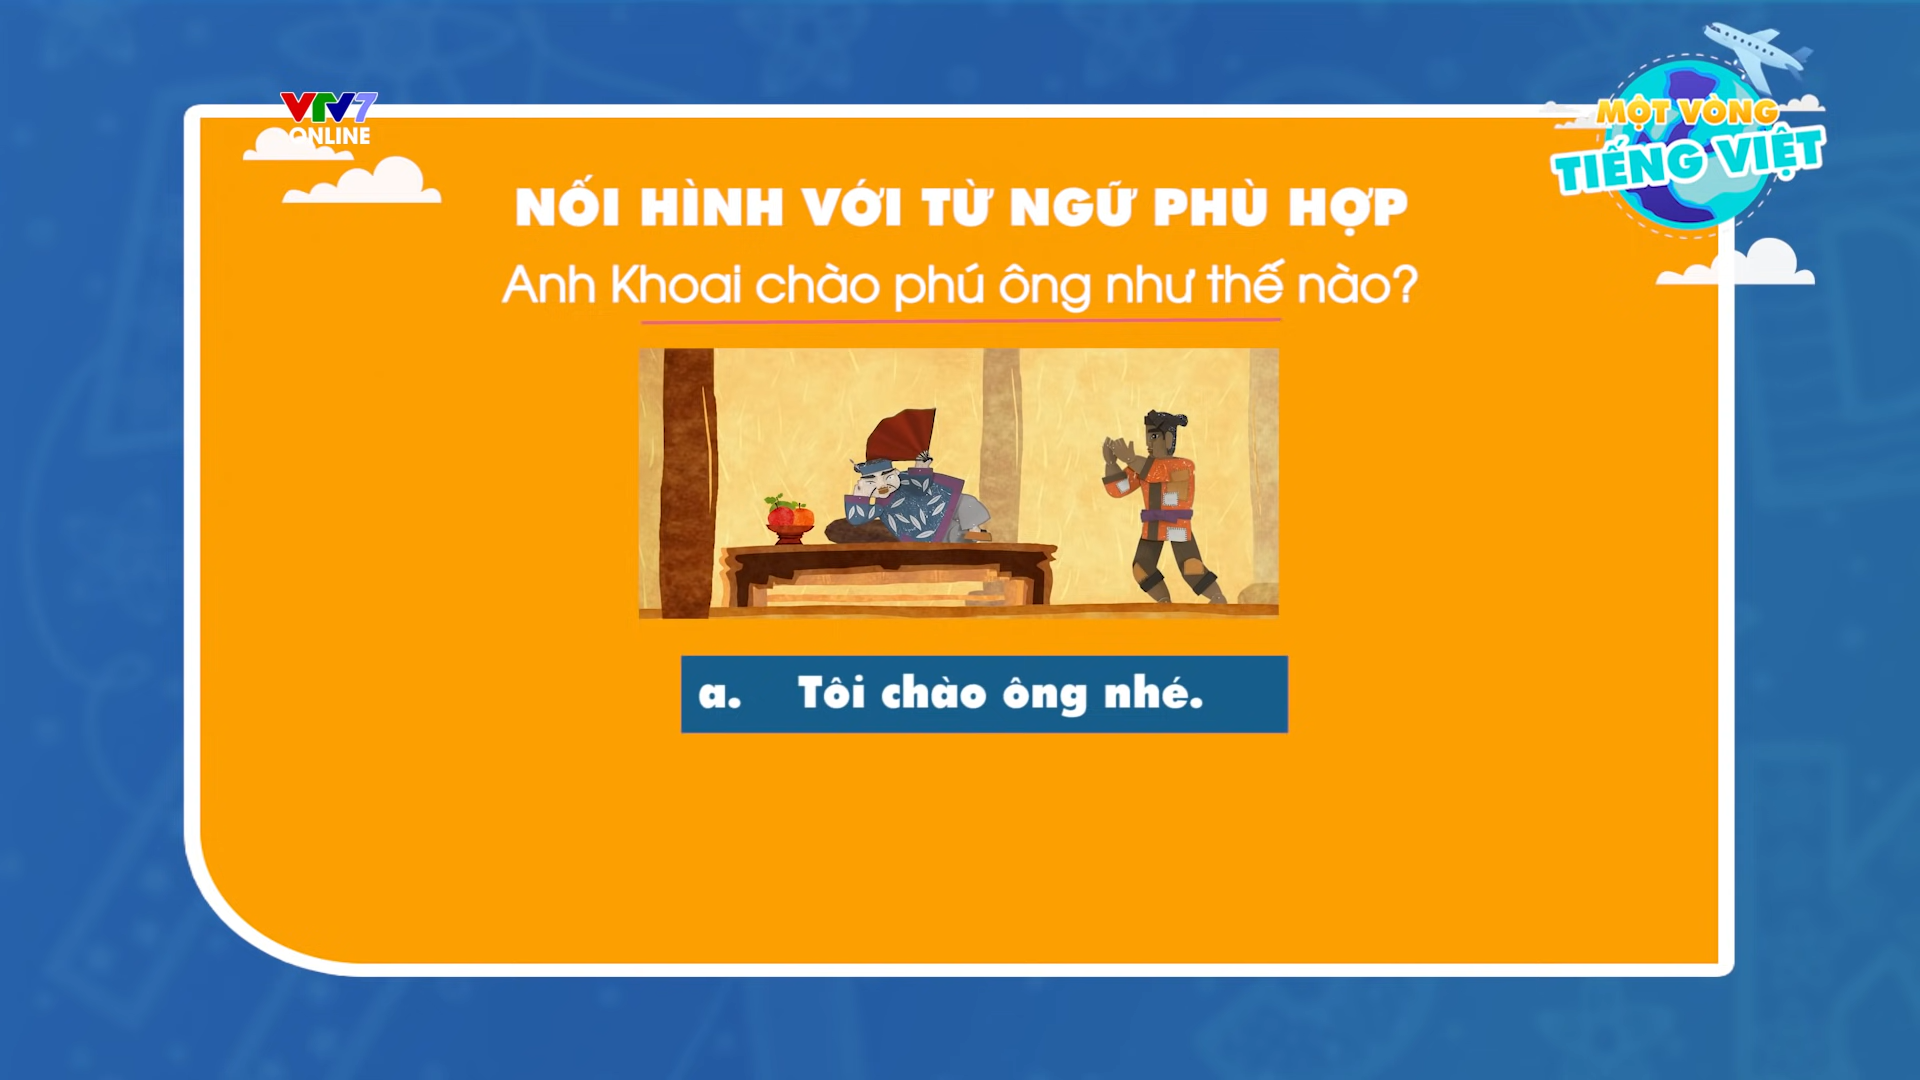 VTV7
ONLINE
MỘT VÒNG
TIẾNG VIỆT
NỐI HÌNH VỚI TỪ NGỮ PHÙ HỢP
Anh Khoai chào phú ông như thế nào?
a. Tôi chào ông nhé.